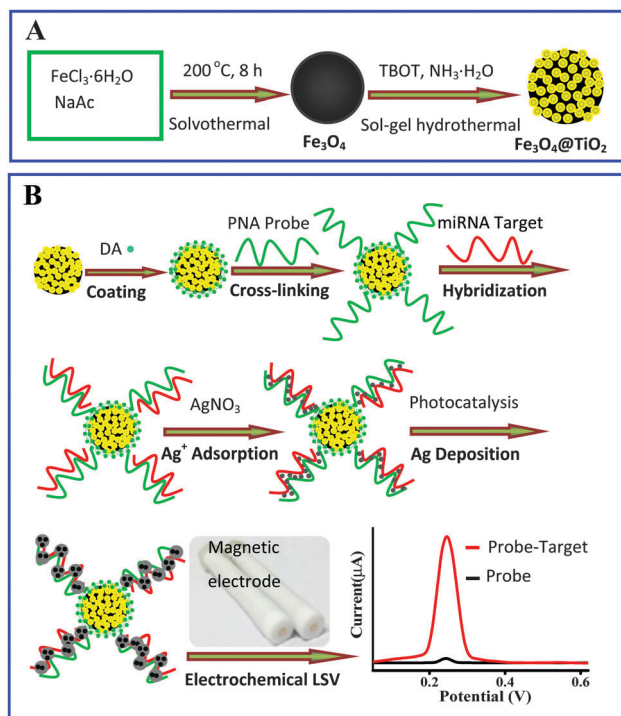 A
FeCl₃·6H₂O
NaAc
200 °C, 8 h
Solvothermal
Fe₃O₄
TBOT, NH₃·H₂O
Sol-gel hydrothermal
Fe₃O₄@TiO₂
B
DA
Coating
PNA Probe
Cross-linking
miRNA Target
Hybridization
AgNO₃
Ag⁺ Adsorption
Photocatalysis
Ag Deposition
Magnetic
electrode
Electrochemical LSV
Current(μA)
Probe-Target
Probe
0.2 0.4 0.6
Potential (V)